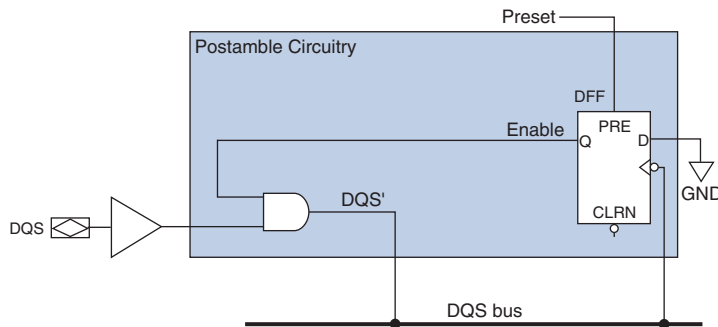 Preset
Postamble Circuitry
DFF
Enable
PRE
Q
D
GND
CLRN
DQS'
DQS
DQS bus